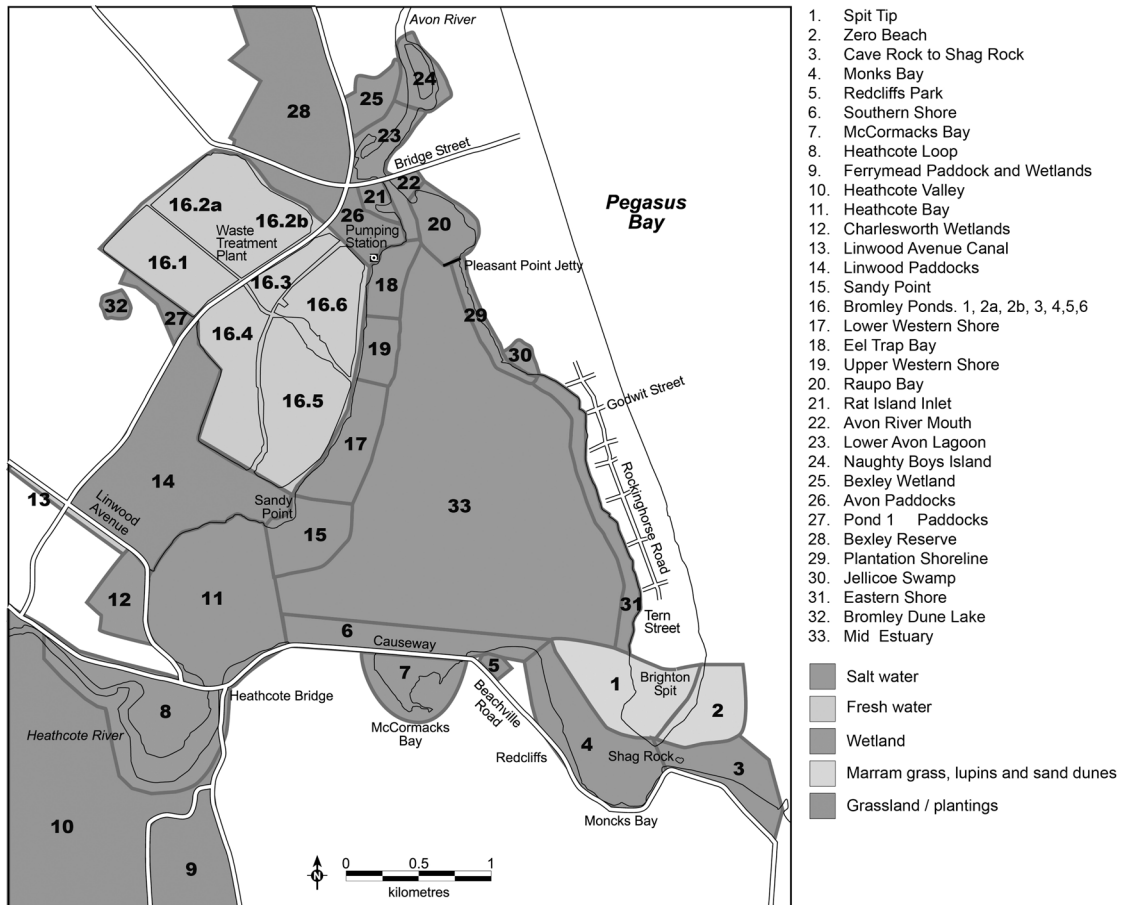 Avon River
24
25
28
23
Bridge Street
22
21
16.2a
16.2b
26
20
Pegasus
Bay
Waste
Treatment
Plant
Pumping
Station
16.1
Pleasant Point Jetty
16.3
18
32
16.6
27
29
16.4
19
30
Godwit Street
16.5
17
Rockinghorse Road
14
13
Linwood
Avenue
Sandy
Point
33
15
12
11
31
Tern
Street
6
Causeway
7
5
1
Brighton
Spit
2
Heathcote Bridge
Beachville
Road
8
McCormacks
Bay
Heathcote River
4
Redcliffs
Shag Rock
3
Moncks Bay
10
9
N
0 0.5 1
kilometres
1. Spit Tip
2. Zero Beach
3. Cave Rock to Shag Rock
4. Monks Bay
5. Redcliffs Park
6. Southern Shore
7. McCormacks Bay
8. Heathcote Loop
9. Ferrymead Paddock and Wetlands
10. Heathcote Valley
11. Heathcote Bay
12. Charlesworth Wetlands
13. Linwood Avenue Canal
14. Linwood Paddocks
15. Sandy Point
16. Bromley Ponds. 1, 2a, 2b, 3, 4,5,6
17. Lower Western Shore
18. Eel Trap Bay
19. Upper Western Shore
20. Raupo Bay
21. Rat Island Inlet
22. Avon River Mouth
23. Lower Avon Lagoon
24. Naughty Boys Island
25. Bexley Wetland
26. Avon Paddocks
27. Pond 1 Paddocks
28. Bexley Reserve
29. Plantation Shoreline
30. Jellicoe Swamp
31. Eastern Shore
32. Bromley Dune Lake
33. Mid Estuary
Salt water
Fresh water
Wetland
Marram grass, lupins and sand dunes
Grassland / plantings